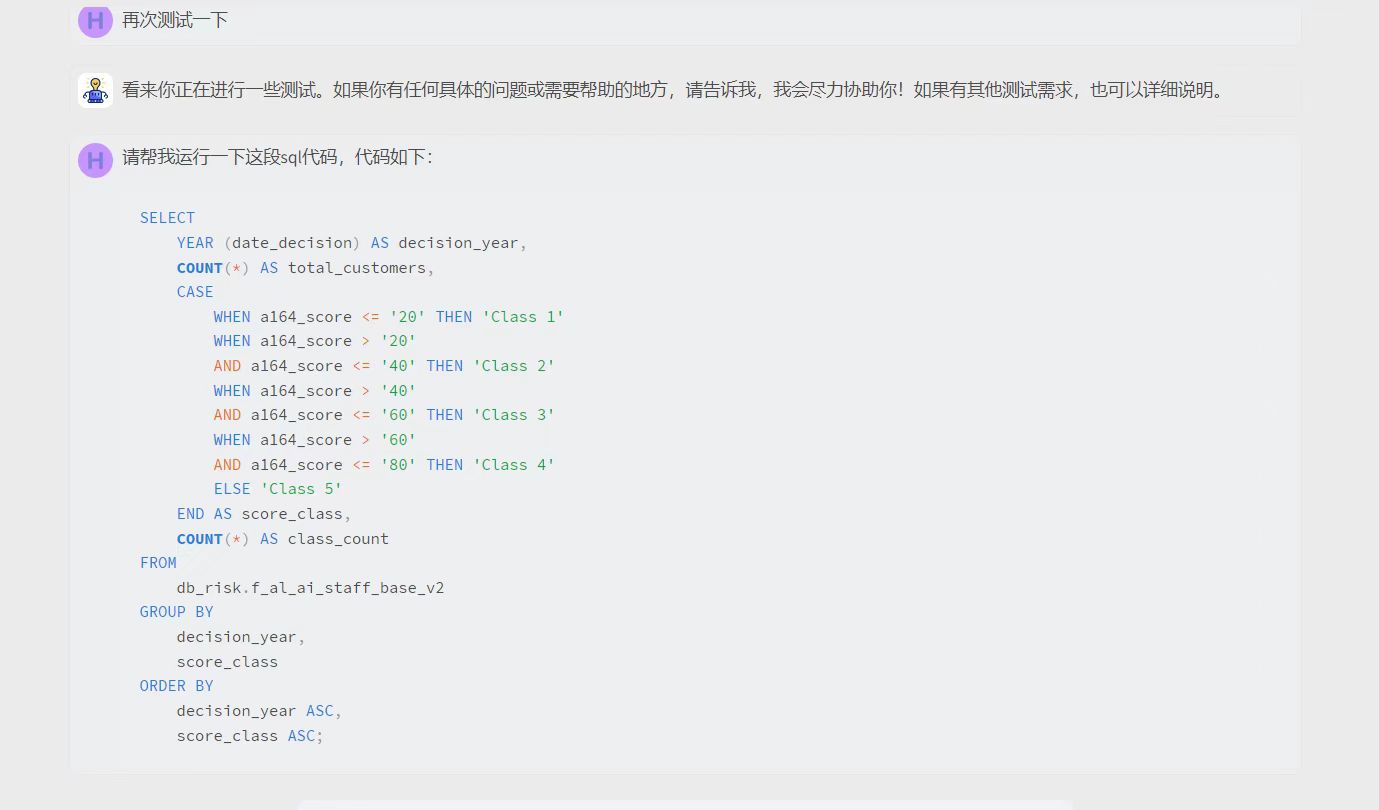 H 再次测试一下
看来你正在进行一些测试。如果你有任何具体的问题或需要帮助的地方，请告诉我，我会尽力协助你！如果有其他测试需求，也可以详细说明。
H 请帮我运行一下这段sql代码，代码如下：
SELECT
    YEAR (date_decision) AS decision_year,
    COUNT(*) AS total_customers,
    CASE
        WHEN a164_score <= '20' THEN 'Class 1'
        WHEN a164_score > '20'
        AND a164_score <= '40' THEN 'Class 2'
        WHEN a164_score > '40'
        AND a164_score <= '60' THEN 'Class 3'
        WHEN a164_score > '60'
        AND a164_score <= '80' THEN 'Class 4'
        ELSE 'Class 5'
    END AS score_class,
    COUNT(*) AS class_count
FROM
    db_risk.f_al_ai_staff_base_v2
GROUP BY
    decision_year,
    score_class
ORDER BY
    decision_year ASC,
    score_class ASC;